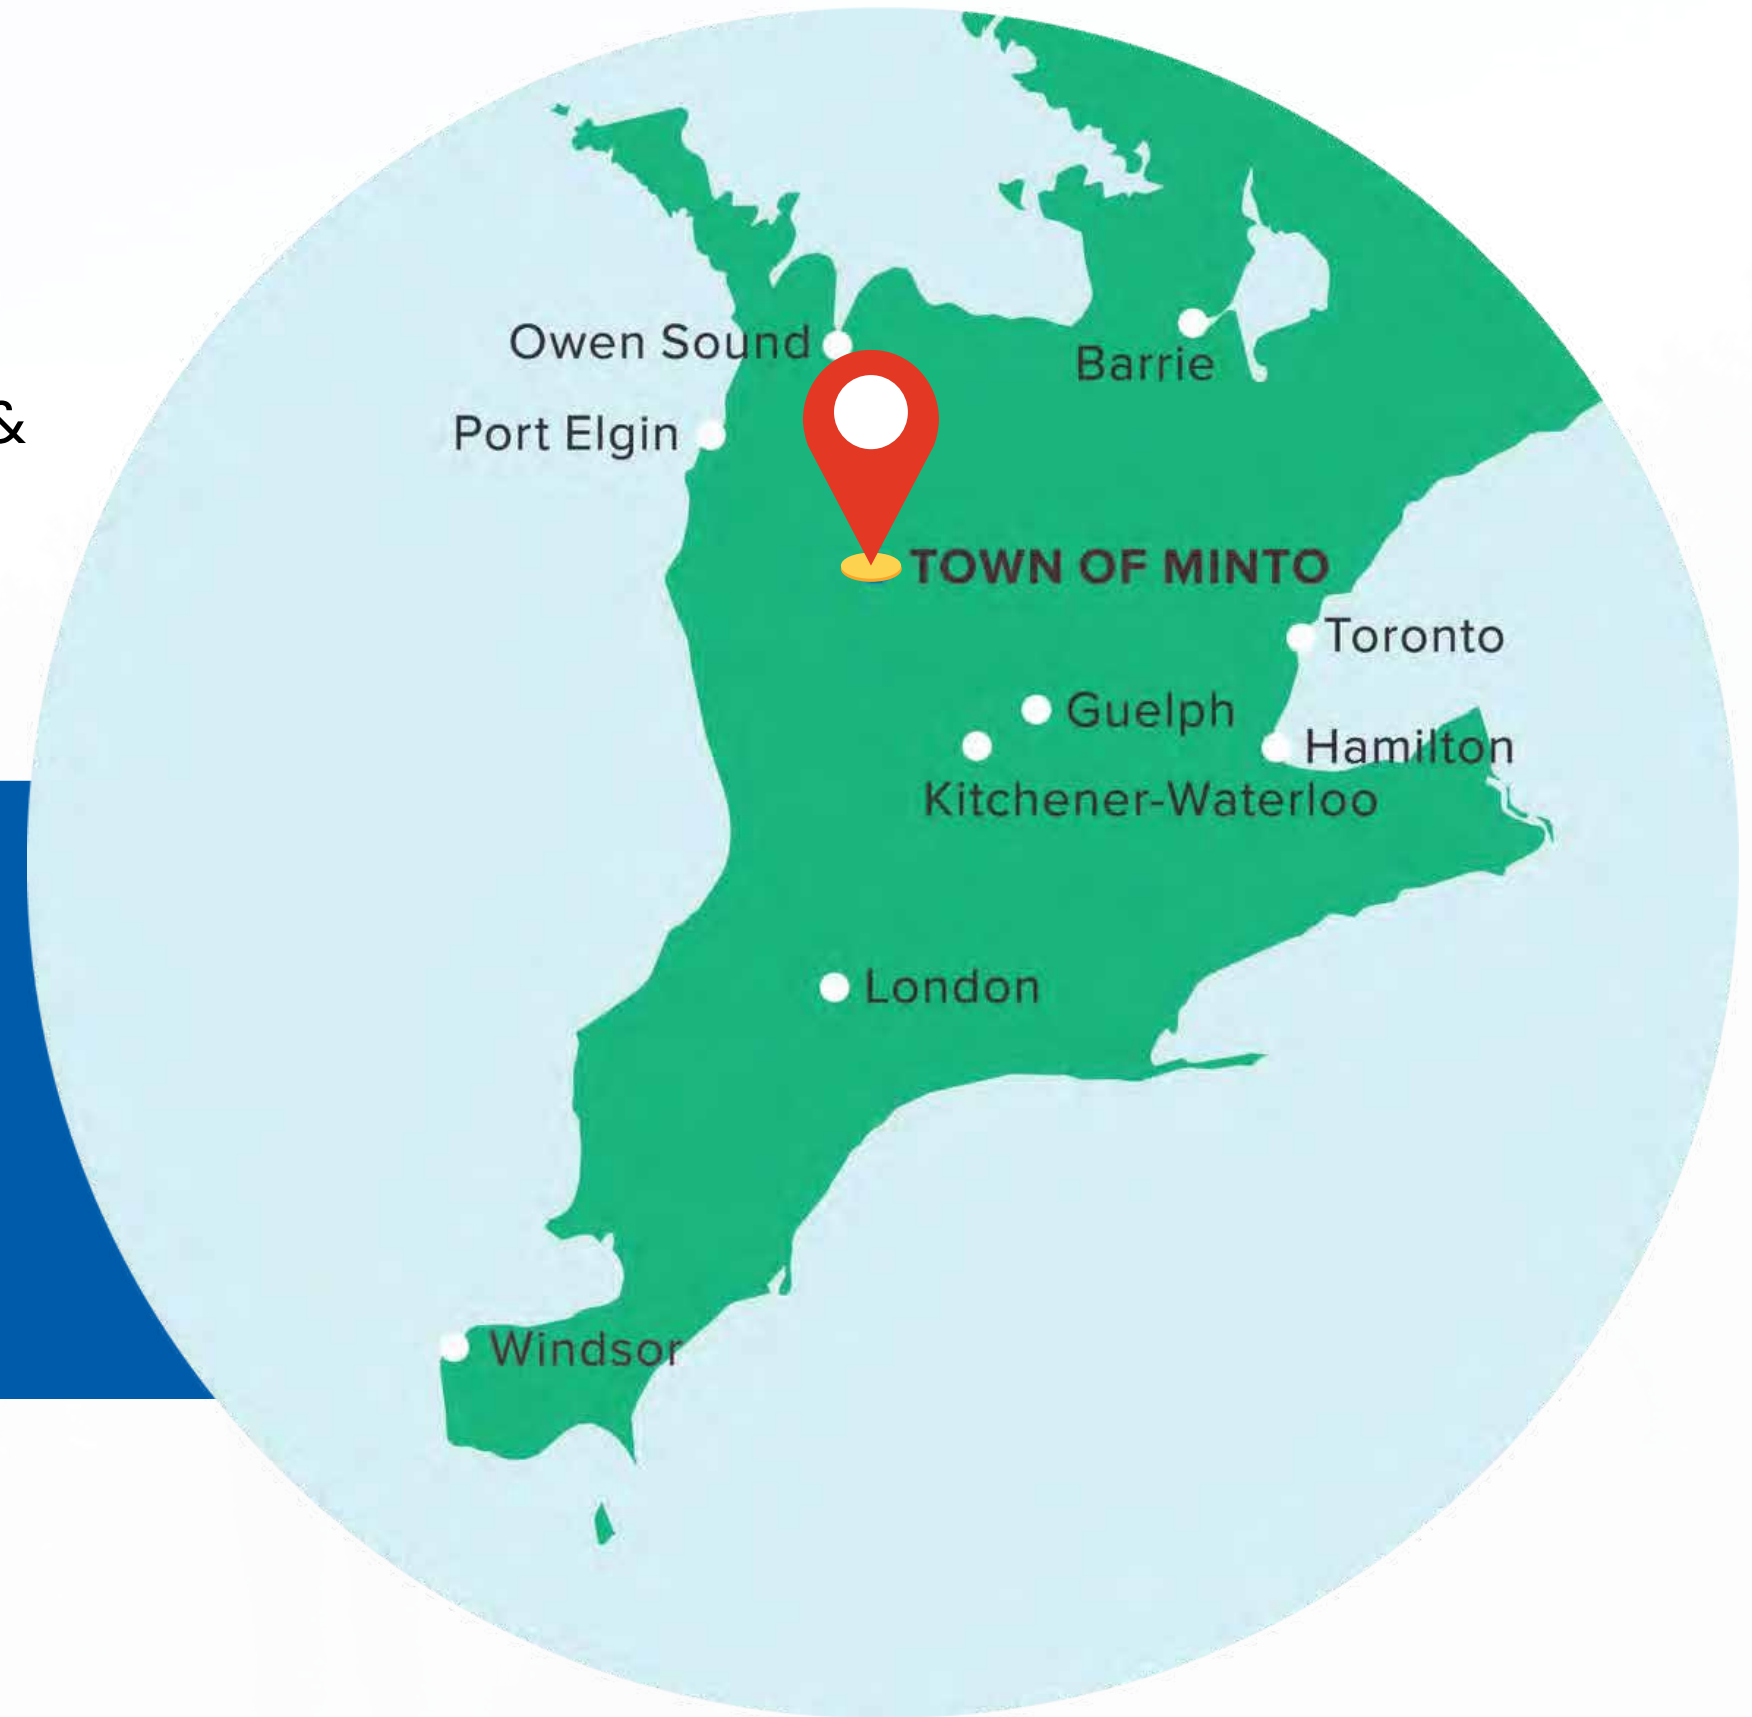 Owen Sound
Barrie
&
Port Elgin
TOWN OF MINTO
Toronto
Guelph
Hamilton
Kitchener-Waterloo
London
Windsor